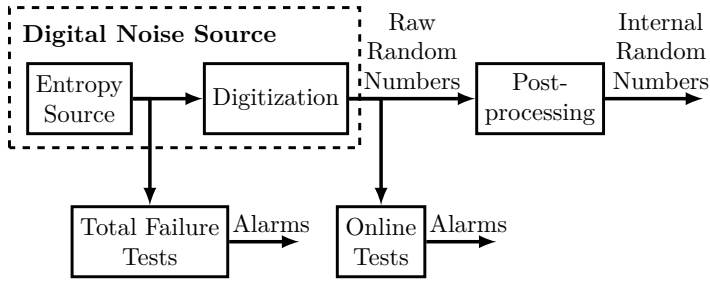 Digital Noise Source
Entropy
Source
Digitization
Raw
Random
Numbers
Post-
processing
Internal
Random
Numbers
Total Failure
Tests
Alarms
Online
Tests
Alarms